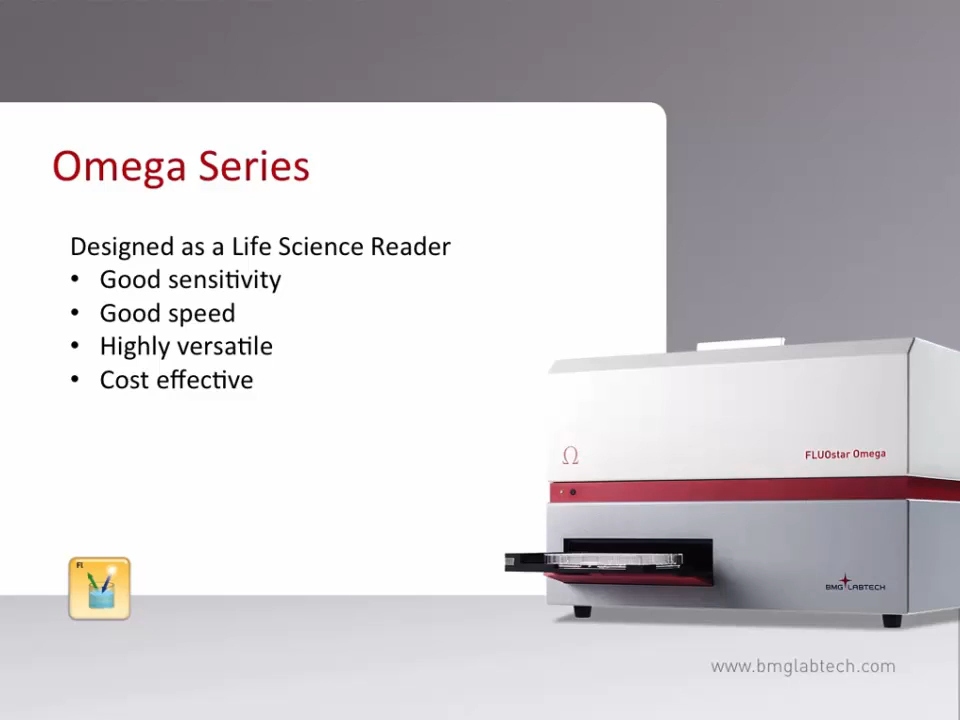 Omega Series
Designed as a Life Science Reader
• Good sensitivity
• Good speed
• Highly versatile
• Cost effective
Ω
FLUOstar Omega
FI
BMG LABTECH
www.bmglabtech.com